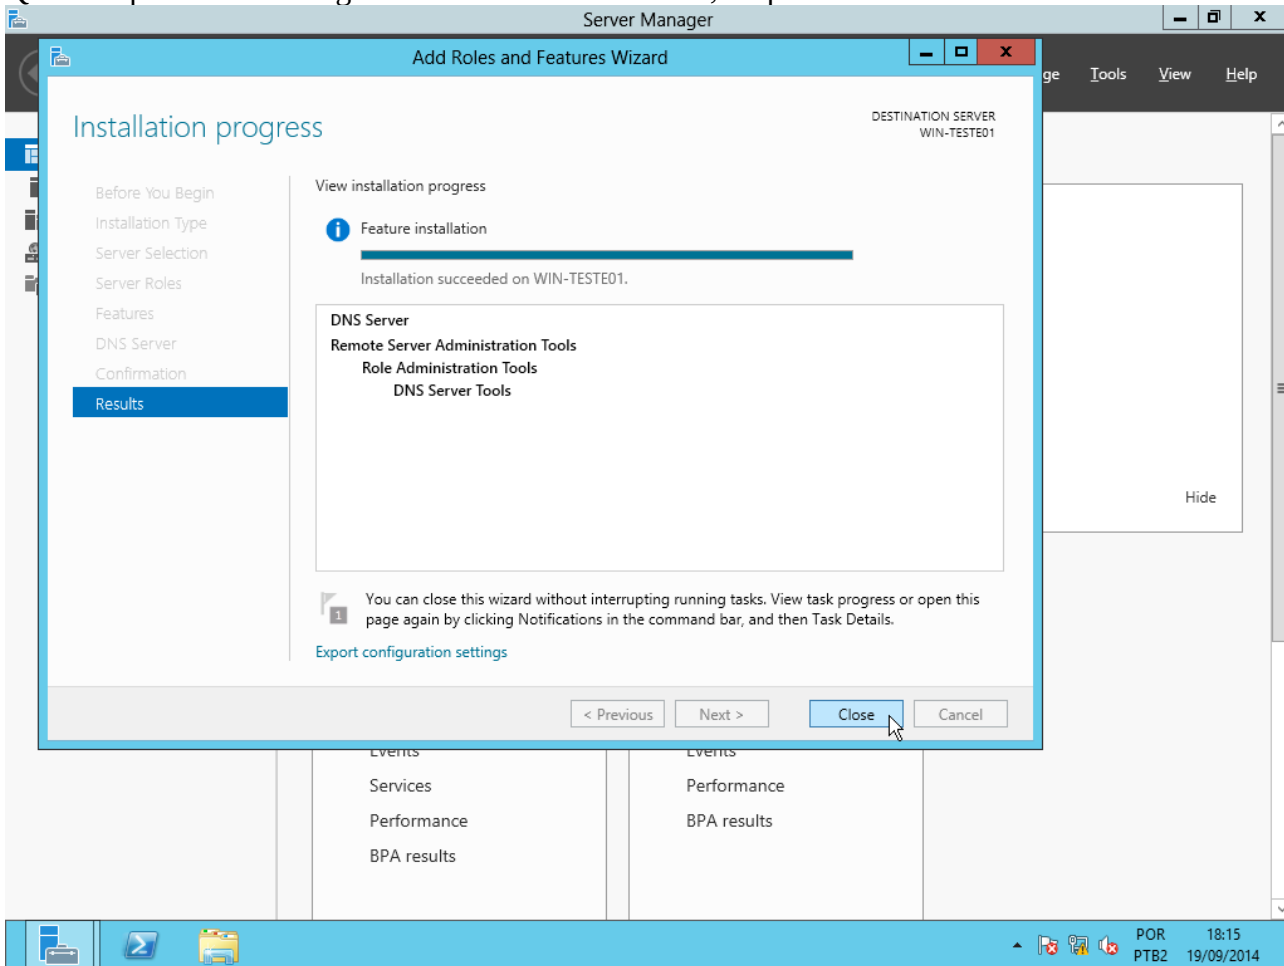 Server Manager
Add Roles and Features Wizard
Tools View Help
Installation progress
DESTINATION SERVER
WIN-TESTE01
Before You Begin
Installation Type
Server Selection
Server Roles
Features
DNS Server
Confirmation
Results
View installation progress
Feature installation
Installation succeeded on WIN-TESTE01.
DNS Server
Remote Server Administration Tools
Role Administration Tools
DNS Server Tools
Hide
1
You can close this wizard without interrupting running tasks. View task progress or open this
page again by clicking Notifications in the command bar, and then Task Details.
Export configuration settings
< Previous Next > Close Cancel
Events Events
Services Performance
Performance BPA results
BPA results
POR 18:15
PTB2 19/09/2014